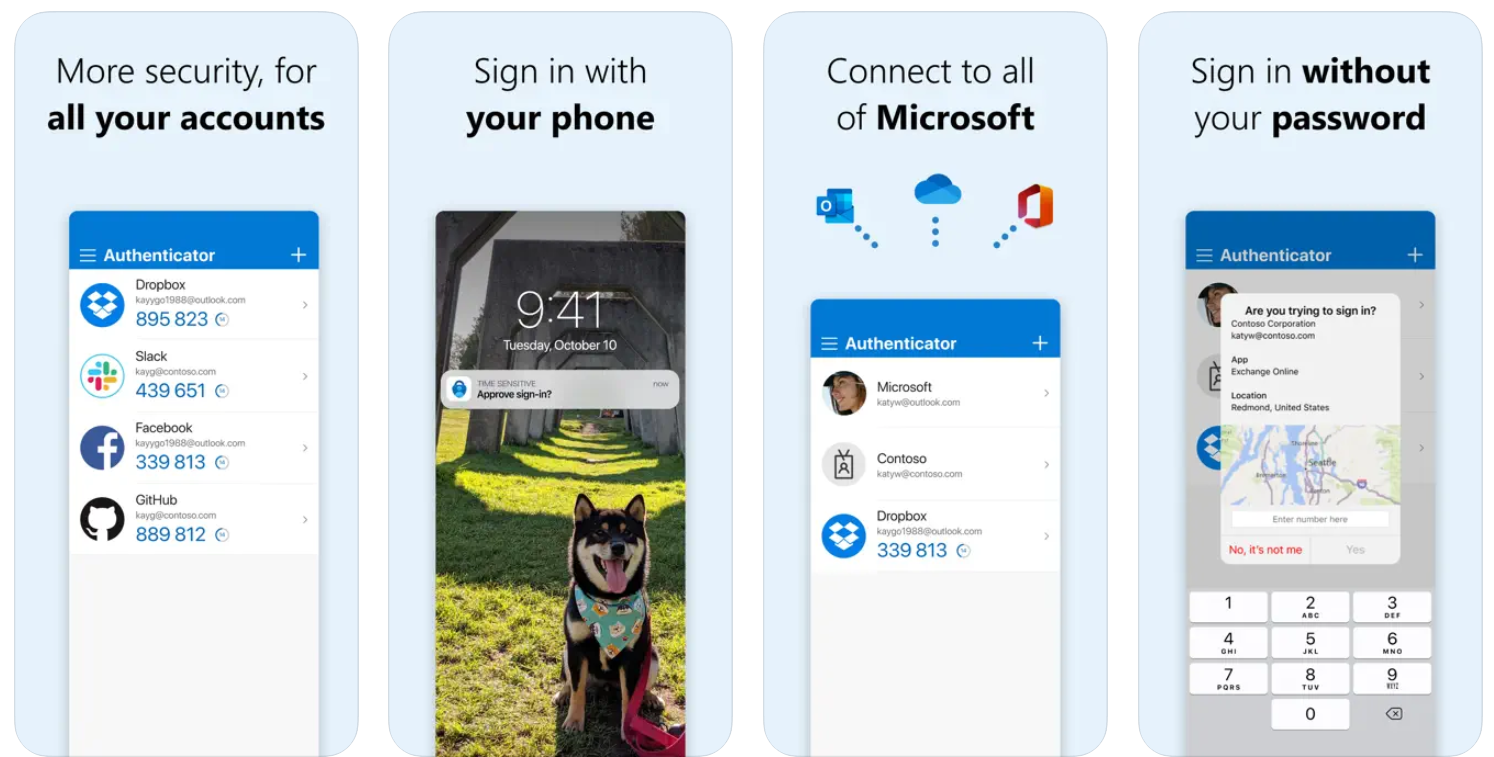 More security, for
all your accounts
Authenticator
Dropbox
kayygo1988@outlook.com
895 823
14
Slack
kayg@contoso.com
439 651
14
Facebook
kayygo1988@outlook.com
339 813
14
GitHub
kayg@contoso.com
889 812
14
Sign in with
your phone
9:41
Tuesday, October 10
TIME SENSITIVE
now
Approve sign-in?
Connect to all
of Microsoft
O
Authenticator
Microsoft
katyw@outlook.com
Contoso
katyw@contoso.com
Dropbox
kaygo1988@outlook.com
339 813
14
Sign in without
your password
Authenticator
Are you trying to sign in?
Contoso Corporation
katyw@contoso.com
App
Exchange Online
Location
Redmond, United States
Seattle
Enter number here
No, it's not me
Yes
1
2
ABC
3
DEF
4
GHI
5
JKL
6
MNO
7
PQRS
8
TUV
9
WXYZ
0